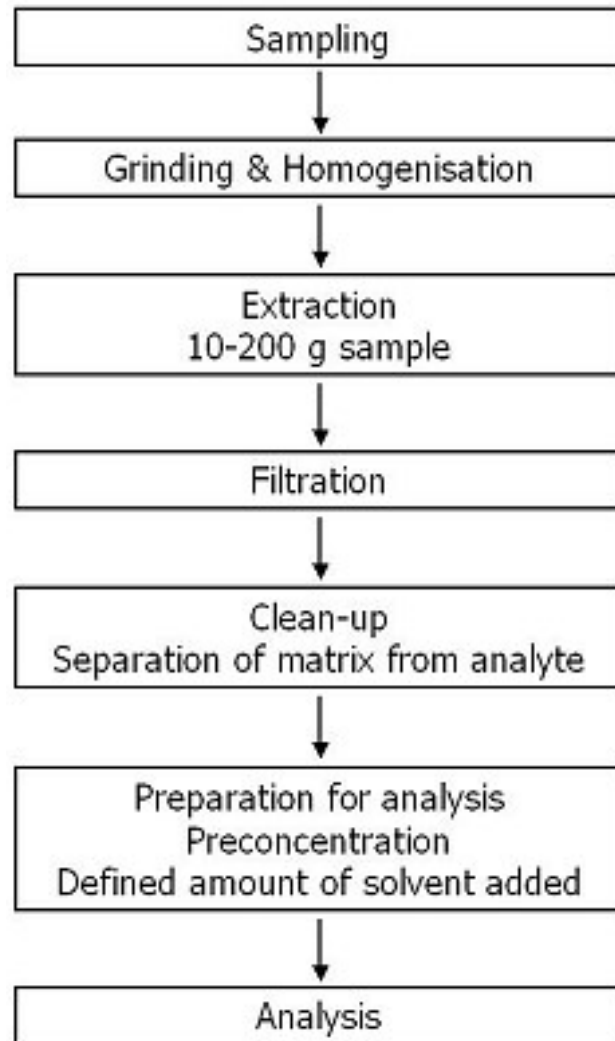 Sampling
Grinding & Homogenisation
Extraction
10-200 g sample
Filtration
Clean-up
Separation of matrix from analyte
Preparation for analysis
Preconcentration
Defined amount of solvent added
Analysis